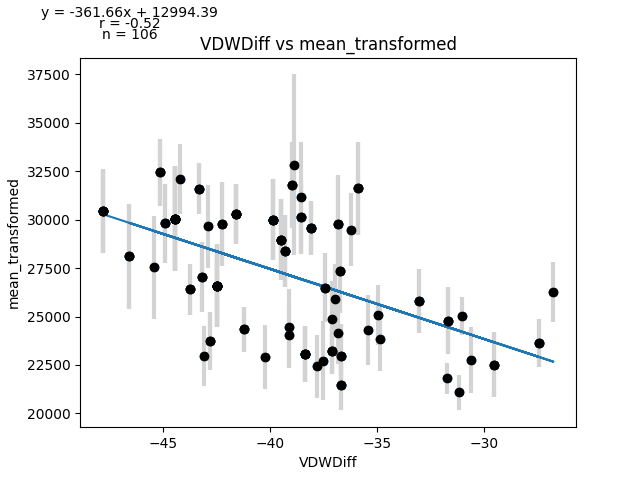 y = -361.66x + 12994.39
r = -0.52
n = 106
VDWDiff vs mean_transformed
37500
35000
32500
30000
27500
25000
22500
20000
mean_transformed
−45
−40
−35
−30
VDWDiff